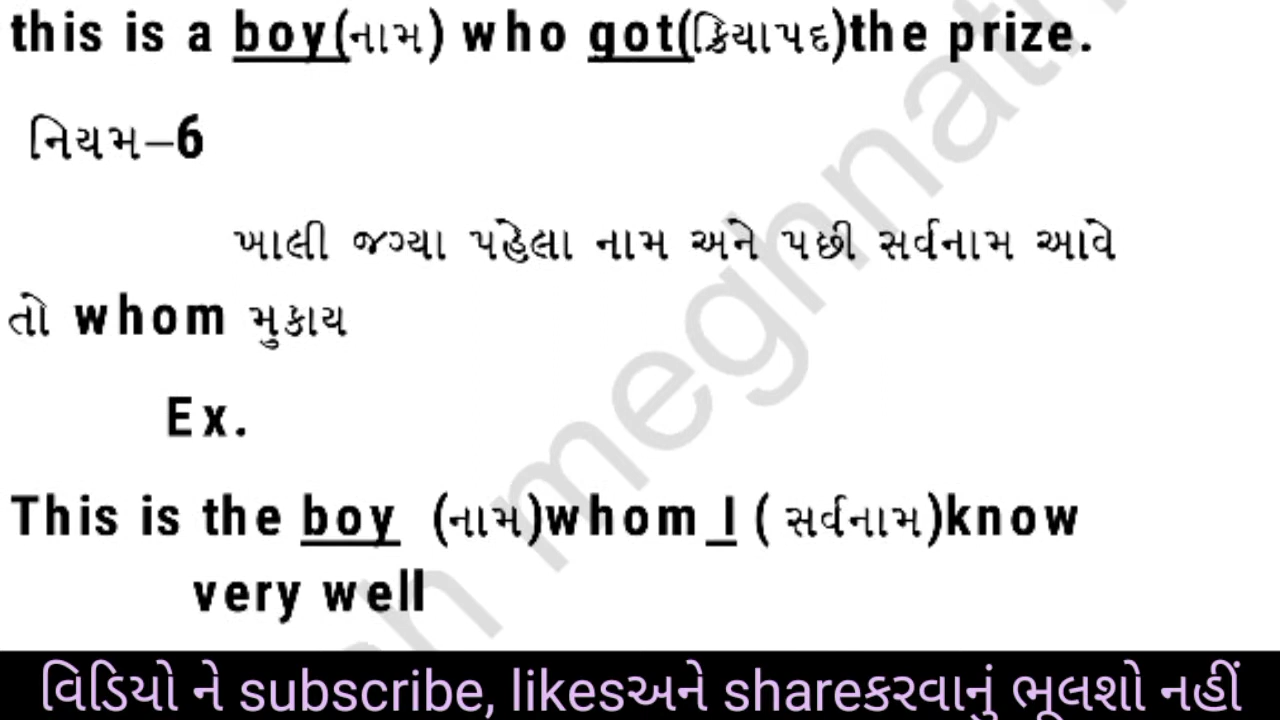 this is a boy(નામ) who got(ક્રિયાપદ)the prize.
નિયમ–6
ખાલી જગ્યા પહેલા નામ અને પછી સર્વનામ આવે
તો whom મુકાય
Ex.
This is the boy (નામ)whom I ( સર્વનામ)know
very well
વિડિયો ને subscribe, likesઅને shareકરવાનું ભૂલશો નહીં
meghnath